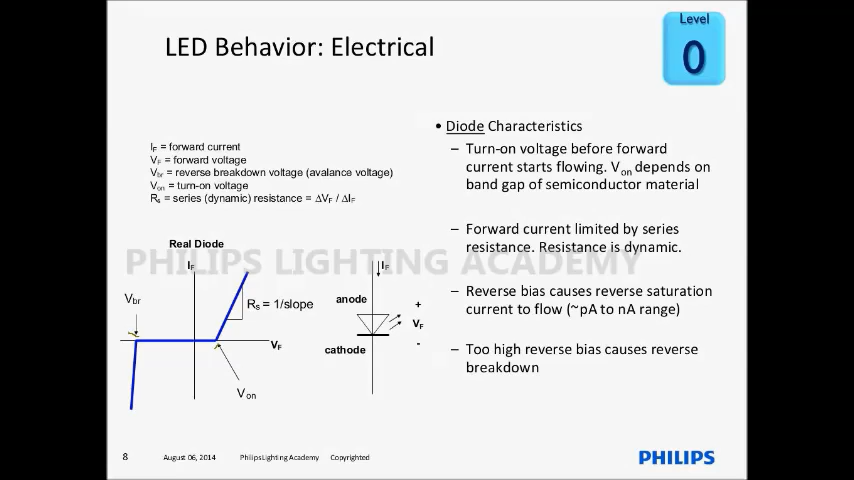 Level
0
LED Behavior: Electrical
I_F = forward current
V_F = forward voltage
V_br = reverse breakdown voltage (avalance voltage)
V_on = turn-on voltage
R_s = series (dynamic) resistance = ΔV_F / ΔI_F
• Diode Characteristics
– Turn-on voltage before forward
current starts flowing. V_on depends on
band gap of semiconductor material
– Forward current limited by series
resistance. Resistance is dynamic.
– Reverse bias causes reverse saturation
current to flow (~pA to nA range)
– Too high reverse bias causes reverse
breakdown
Real Diode
PHILIPS LIGHTING ACADEMY
I_F
I_F
V_br
R_s = 1/slope
anode
+
V_F
-
V_F
cathode
V_on
8
August 06, 2014
Philips Lighting Academy
Copyrighted
PHILIPS